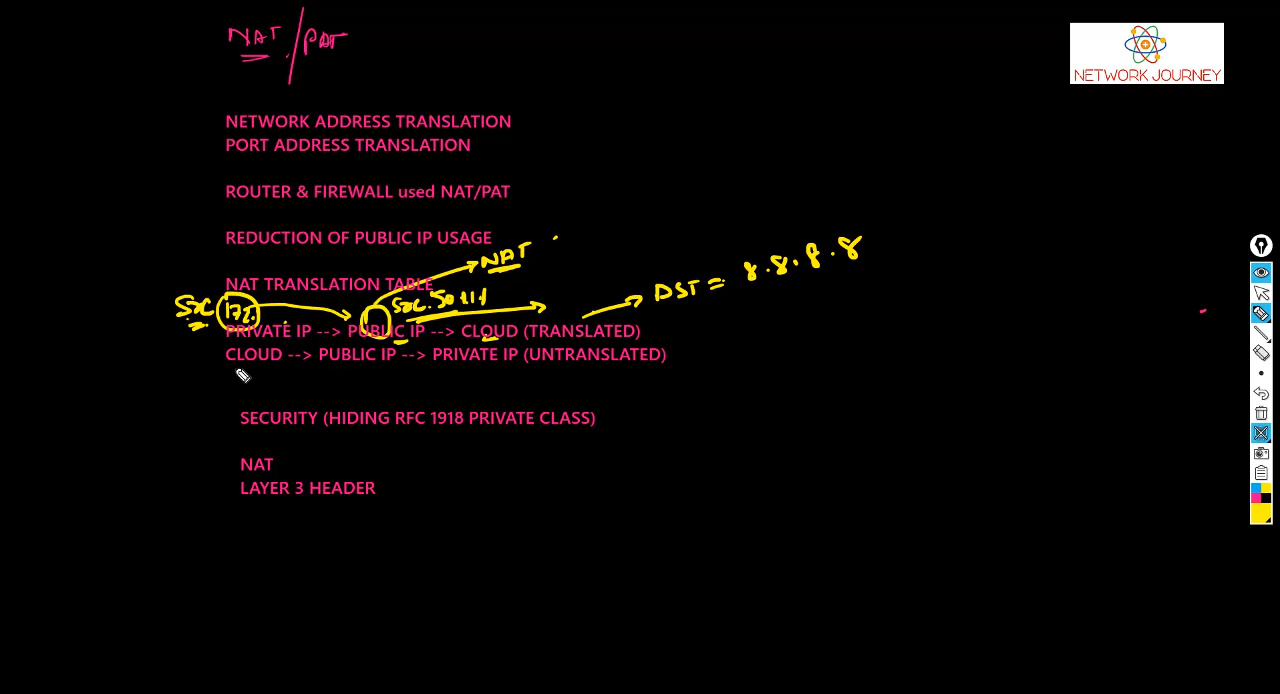 NAT/PAT
NETWORK JOURNEY
NETWORK ADDRESS TRANSLATION
PORT ADDRESS TRANSLATION
ROUTER & FIREWALL used NAT/PAT
REDUCTION OF PUBLIC IP USAGE
NAT
DST = 8.8.8.8
NAT TRANSLATION TABLE
SRC 172.
SRC. 50.1.1.1
PRIVATE IP --> PUBLIC IP --> CLOUD (TRANSLATED)
CLOUD --> PUBLIC IP --> PRIVATE IP (UNTRANSLATED)
SECURITY (HIDING RFC 1918 PRIVATE CLASS)
NAT
LAYER 3 HEADER